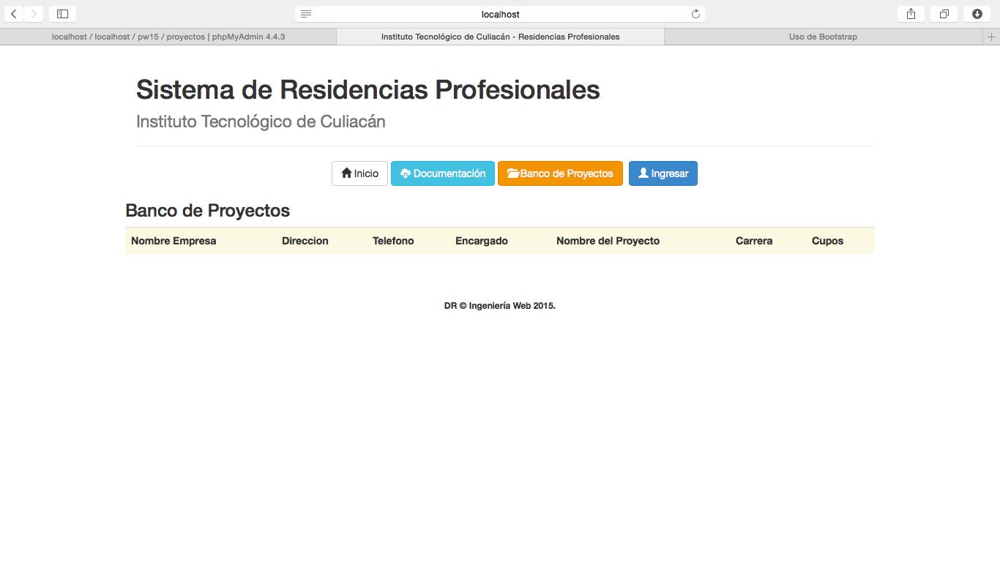 localhost
localhost / localhost / pw15 / proyectos | phpMyAdmin 4.4.3
Instituto Tecnológico de Culiacán - Residencias Profesionales
Uso de Bootstrap
Sistema de Residencias Profesionales
Instituto Tecnológico de Culiacán
Inicio
Documentación
Banco de Proyectos
Ingresar
Banco de Proyectos
Nombre Empresa Direccion Telefono Encargado Nombre del Proyecto Carrera Cupos
DR © Ingeniería Web 2015.